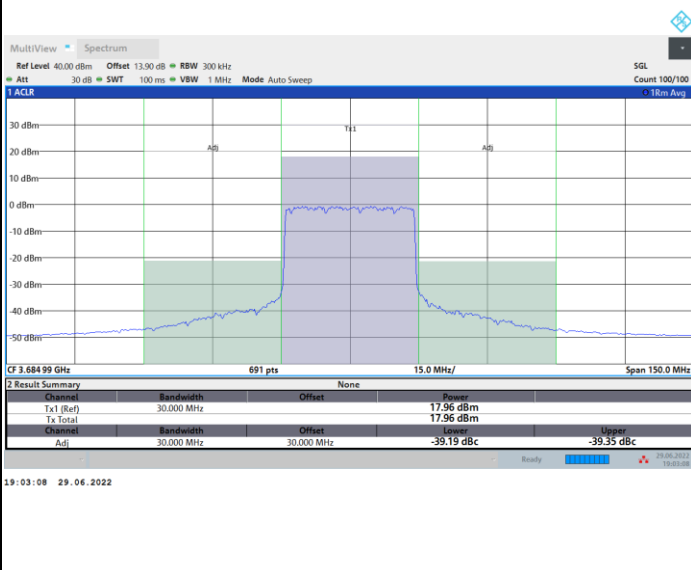 MultiView Spectrum
Ref Level 40.00 dBm Offset 13.90 dB RBW 300 kHz SGL
Att 30 dB SWT 100 ms VBW 1 MHz Mode Auto Sweep Count 100/100
1 ACLR 1Rm Avg
30 dBm
Tx1
20 dBm
Adj Adj
10 dBm
0 dBm
-10 dBm
-20 dBm
-30 dBm
-40 dBm
-50 dBm
CF 3.684 99 GHz 691 pts 15.0 MHz/ Span 150.0 MHz
2 Result Summary None
Channel Bandwidth Offset Power
Tx1 (Ref) 30.000 MHz 17.96 dBm
Tx Total 17.96 dBm
Channel Bandwidth Offset Lower Upper
Adj 30.000 MHz 30.000 MHz -39.19 dBc -39.35 dBc
Ready 29.06.2022
19:03:08
19:03:08 29.06.2022